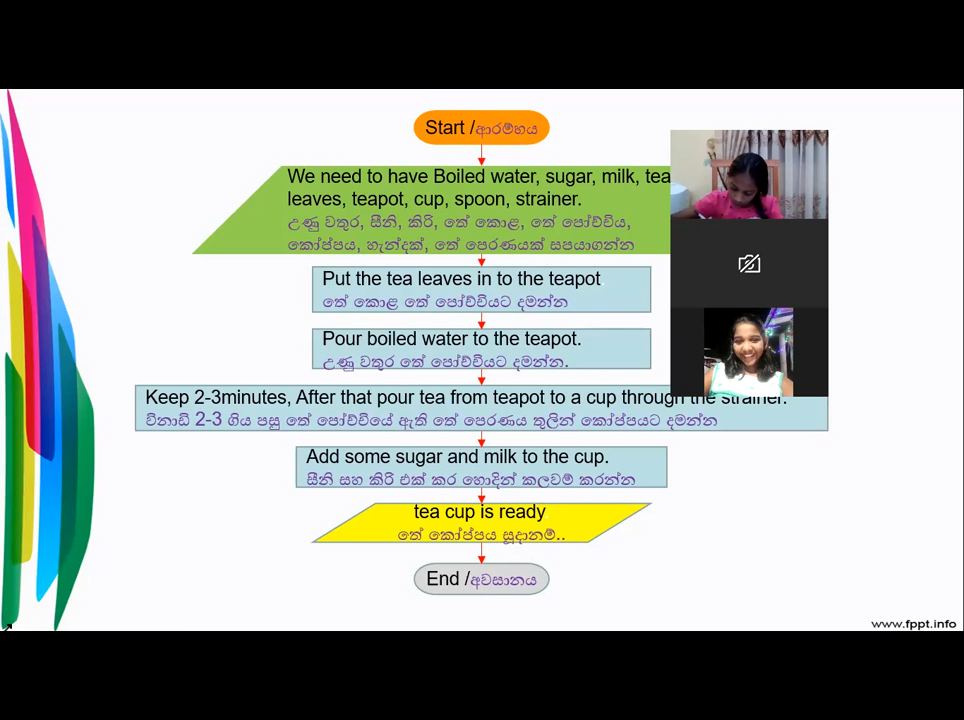 Start /ආරම්භය
We need to have Boiled water, sugar, milk, tea
leaves, teapot, cup, spoon, strainer.
උණු වතුර, සීනි, කිරි, තේ කොළ, තේ පෝච්චිය,
කෝප්පය, හැන්දක්, තේ පෙරණයක් සපයාගන්න
Put the tea leaves in to the teapot
තේ කොළ තේ පෝච්චියට දමන්න
Pour boiled water to the teapot.
උණු වතුර තේ පෝච්චියට දමන්න.
Keep 2-3minutes, After that pour tea from teapot to a cup through the strainer.
විනාඩි 2-3 ගිය පසු තේ පෝච්චියේ ඇති තේ පෙරණය තුලින් කෝප්පයට දමන්න
Add some sugar and milk to the cup.
සීනි සහ කිරි එක් කර හොදින් කලවම් කරන්න
tea cup is ready
තේ කෝප්පය සූදානම්..
End /අවසානය
www.fppt.info